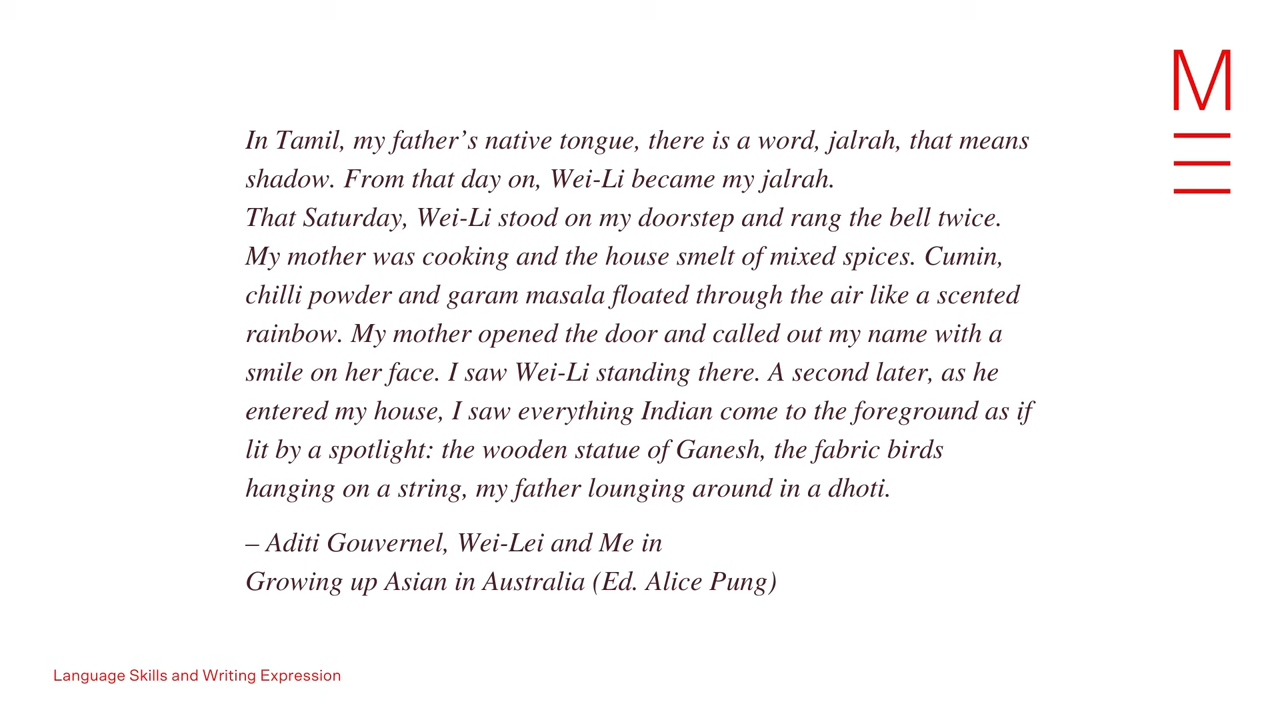 M
In Tamil, my father’s native tongue, there is a word, jalrah, that means
shadow. From that day on, Wei-Li became my jalrah.
That Saturday, Wei-Li stood on my doorstep and rang the bell twice.
My mother was cooking and the house smelt of mixed spices. Cumin,
chilli powder and garam masala floated through the air like a scented
rainbow. My mother opened the door and called out my name with a
smile on her face. I saw Wei-Li standing there. A second later, as he
entered my house, I saw everything Indian come to the foreground as if
lit by a spotlight: the wooden statue of Ganesh, the fabric birds
hanging on a string, my father lounging around in a dhoti.
– Aditi Gouvernel, Wei-Lei and Me in
Growing up Asian in Australia (Ed. Alice Pung)
Language Skills and Writing Expression